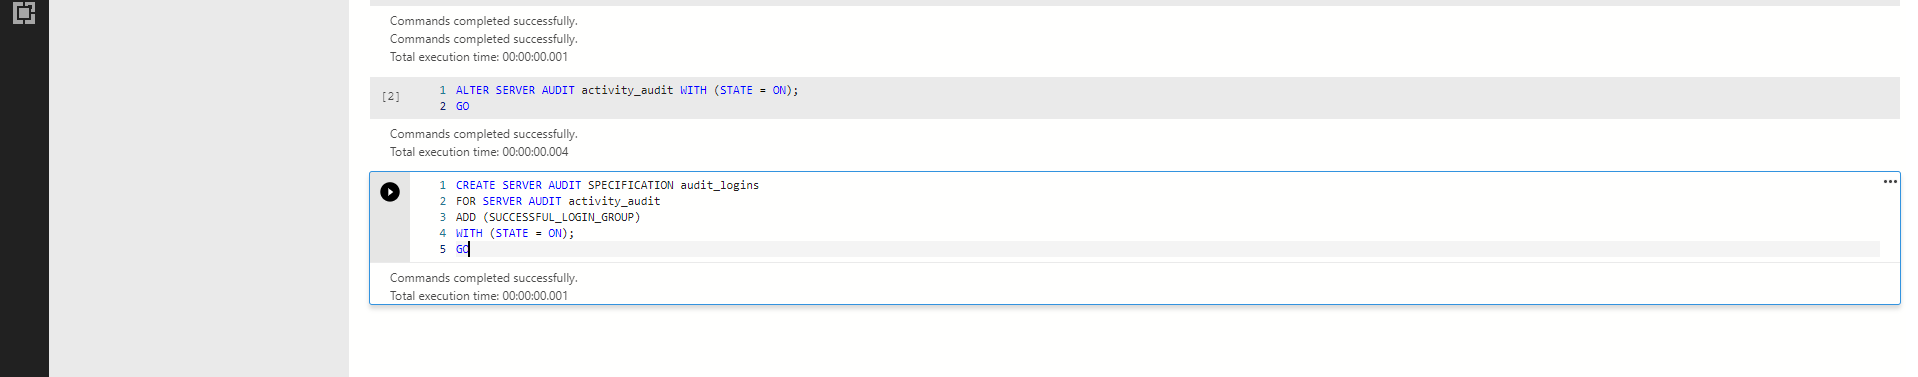 Commands completed successfully.
Commands completed successfully.
Total execution time: 00:00:00.001
[2]
1 ALTER SERVER AUDIT activity_audit WITH (STATE = ON);
2 GO
Commands completed successfully.
Total execution time: 00:00:00.004
1 CREATE SERVER AUDIT SPECIFICATION audit_logins
2 FOR SERVER AUDIT activity_audit
3 ADD (SUCCESSFUL_LOGIN_GROUP)
4 WITH (STATE = ON);
5 GO
Commands completed successfully.
Total execution time: 00:00:00.001